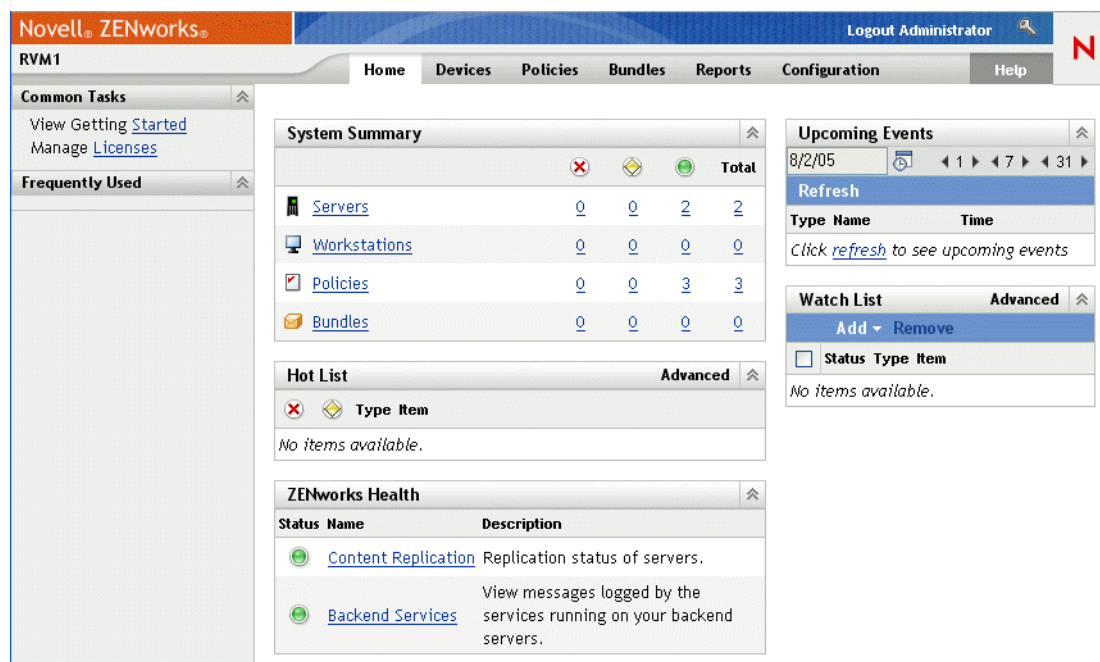 Novell® ZENworks®
Logout Administrator
N
RVM1
Home Devices Policies Bundles Reports Configuration Help
Common Tasks
View Getting Started
Manage Licenses
Frequently Used
System Summary
Total
Servers 0 0 2 2
Workstations 0 0 0 0
Policies 0 0 3 3
Bundles 0 0 0 0
Hot List Advanced
Type Item
No items available.
ZENworks Health
Status Name Description
Content Replication Replication status of servers.
Backend Services View messages logged by the
services running on your backend
servers.
Upcoming Events
8/2/05 1 7 31
Refresh
Type Name Time
Click refresh to see upcoming events
Watch List Advanced
Add Remove
Status Type Item
No items available.